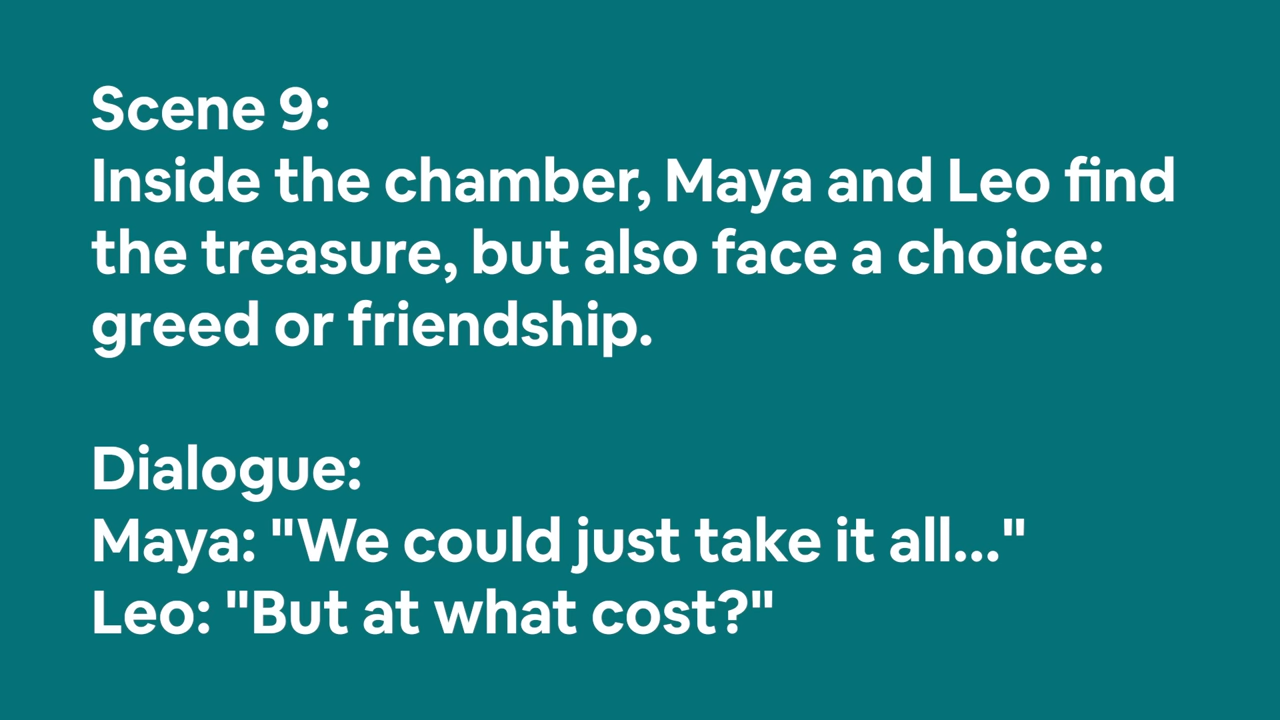 Scene 9:
Inside the chamber, Maya and Leo find
the treasure, but also face a choice:
greed or friendship.
Dialogue:
Maya: "We could just take it all..."
Leo: "But at what cost?"